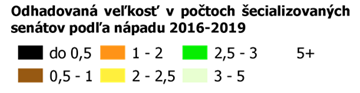 Odhadovaná veľkosť v počtoch šecializovaných
senátov podľa nápadu 2016-2019
do 0,5 1 - 2 2,5 - 3 5+
0,5 - 1 2 - 2,5 3 - 5